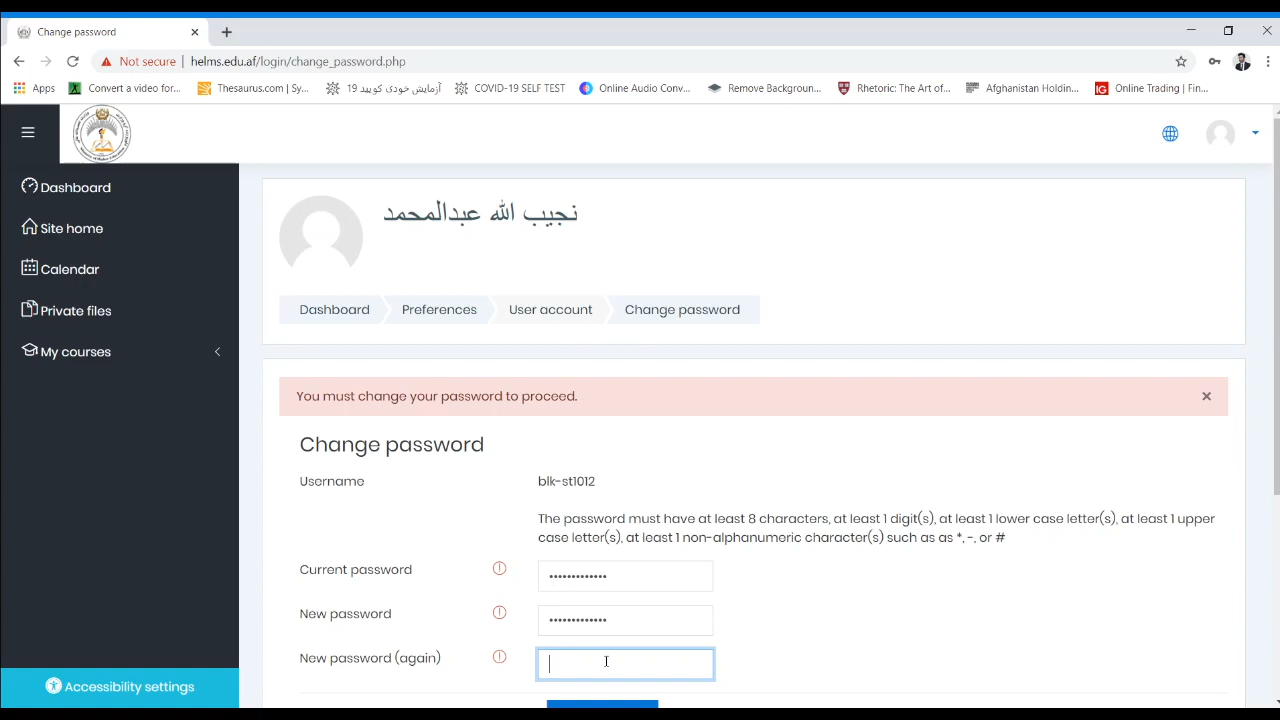 Change password
Not secure | helms.edu.af/login/change_password.php
Apps
Convert a video for...
Thesaurus.com | Sy...
آزمایش خودی کووید 19
COVID-19 SELF TEST
Online Audio Conv...
Remove Backgroun...
Rhetoric: The Art of...
Afghanistan Holdin...
Online Trading | Fin...
Dashboard
Site home
Calendar
Private files
My courses
Accessibility settings
نجیب الله عبدالمحمد
Dashboard
Preferences
User account
Change password
You must change your password to proceed.
Change password
Username
blk-st1012
The password must have at least 8 characters, at least 1 digit(s), at least 1 lower case letter(s), at least 1 upper
case letter(s), at least 1 non-alphanumeric character(s) such as as *, -, or #
Current password
New password
New password (again)